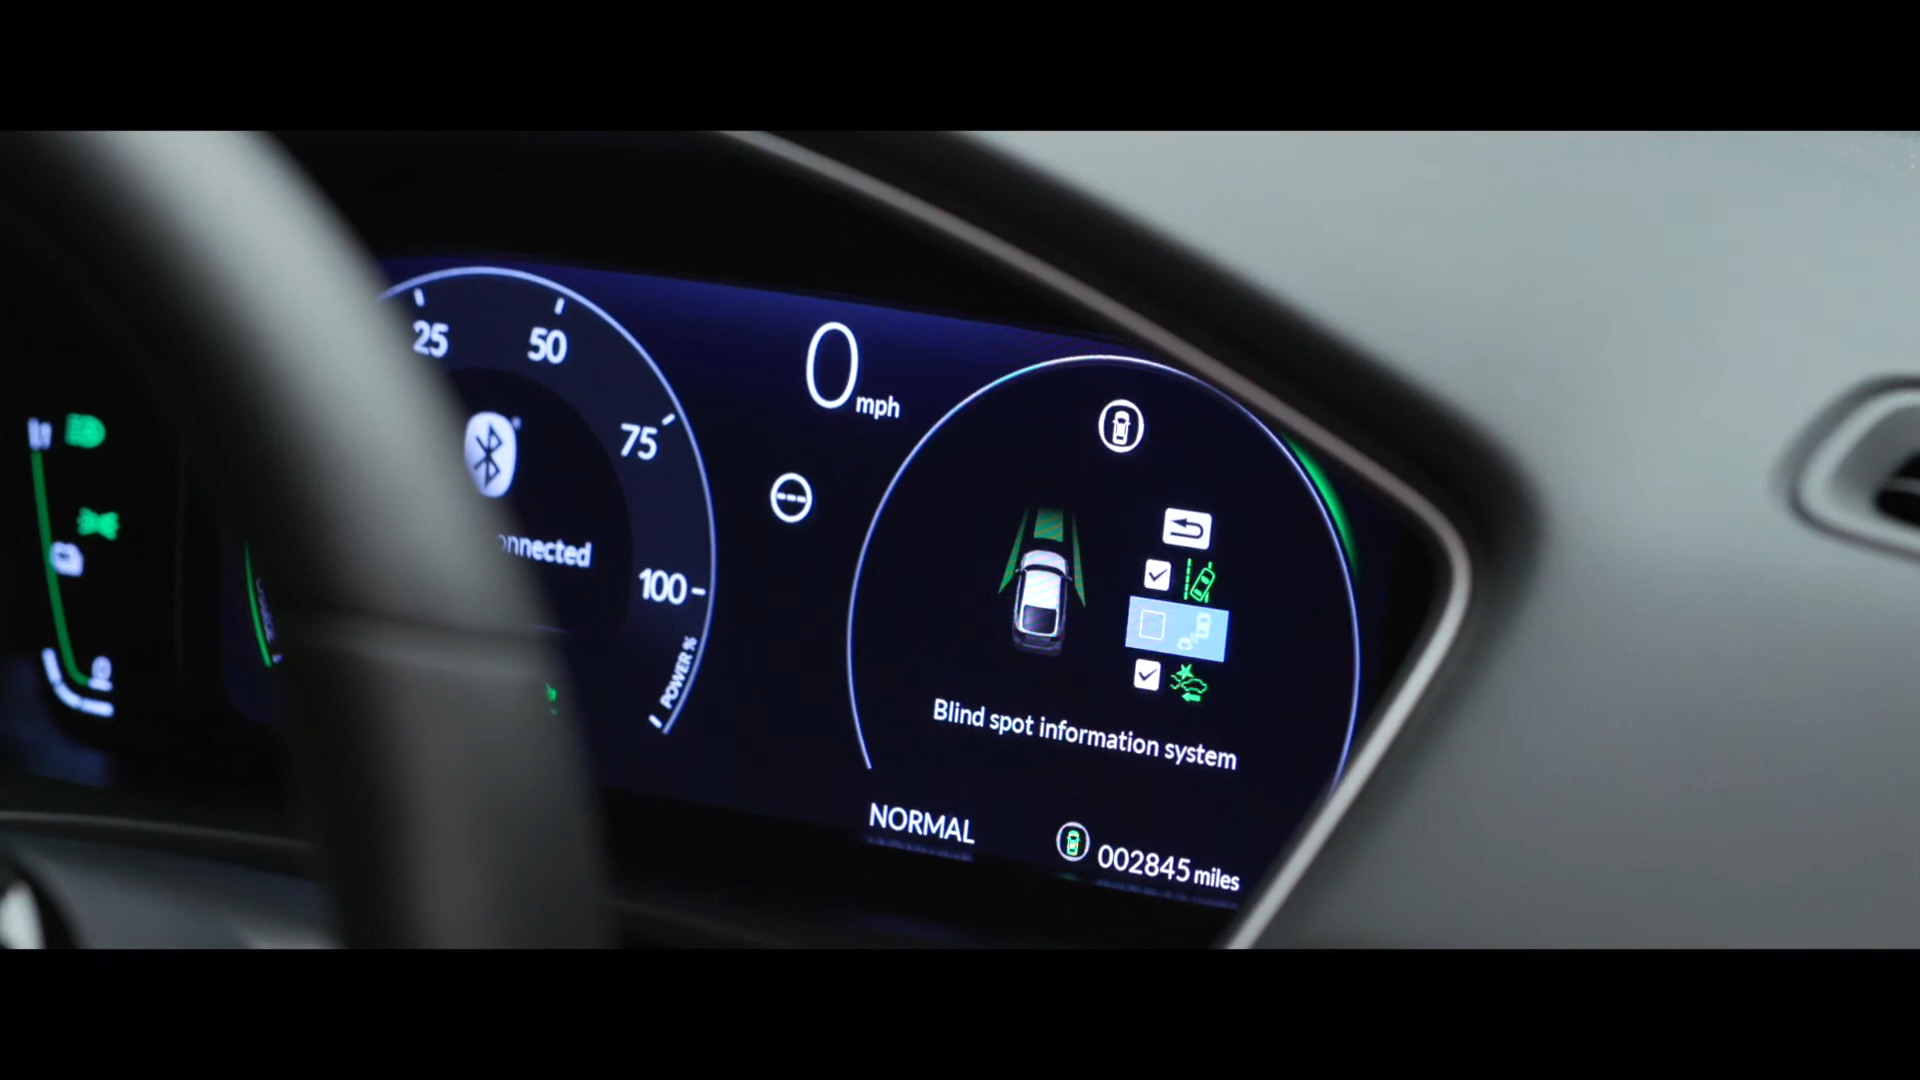 25
50
75
100
POWER %
onnected
0 mph
Blind spot information system
NORMAL
002845 miles